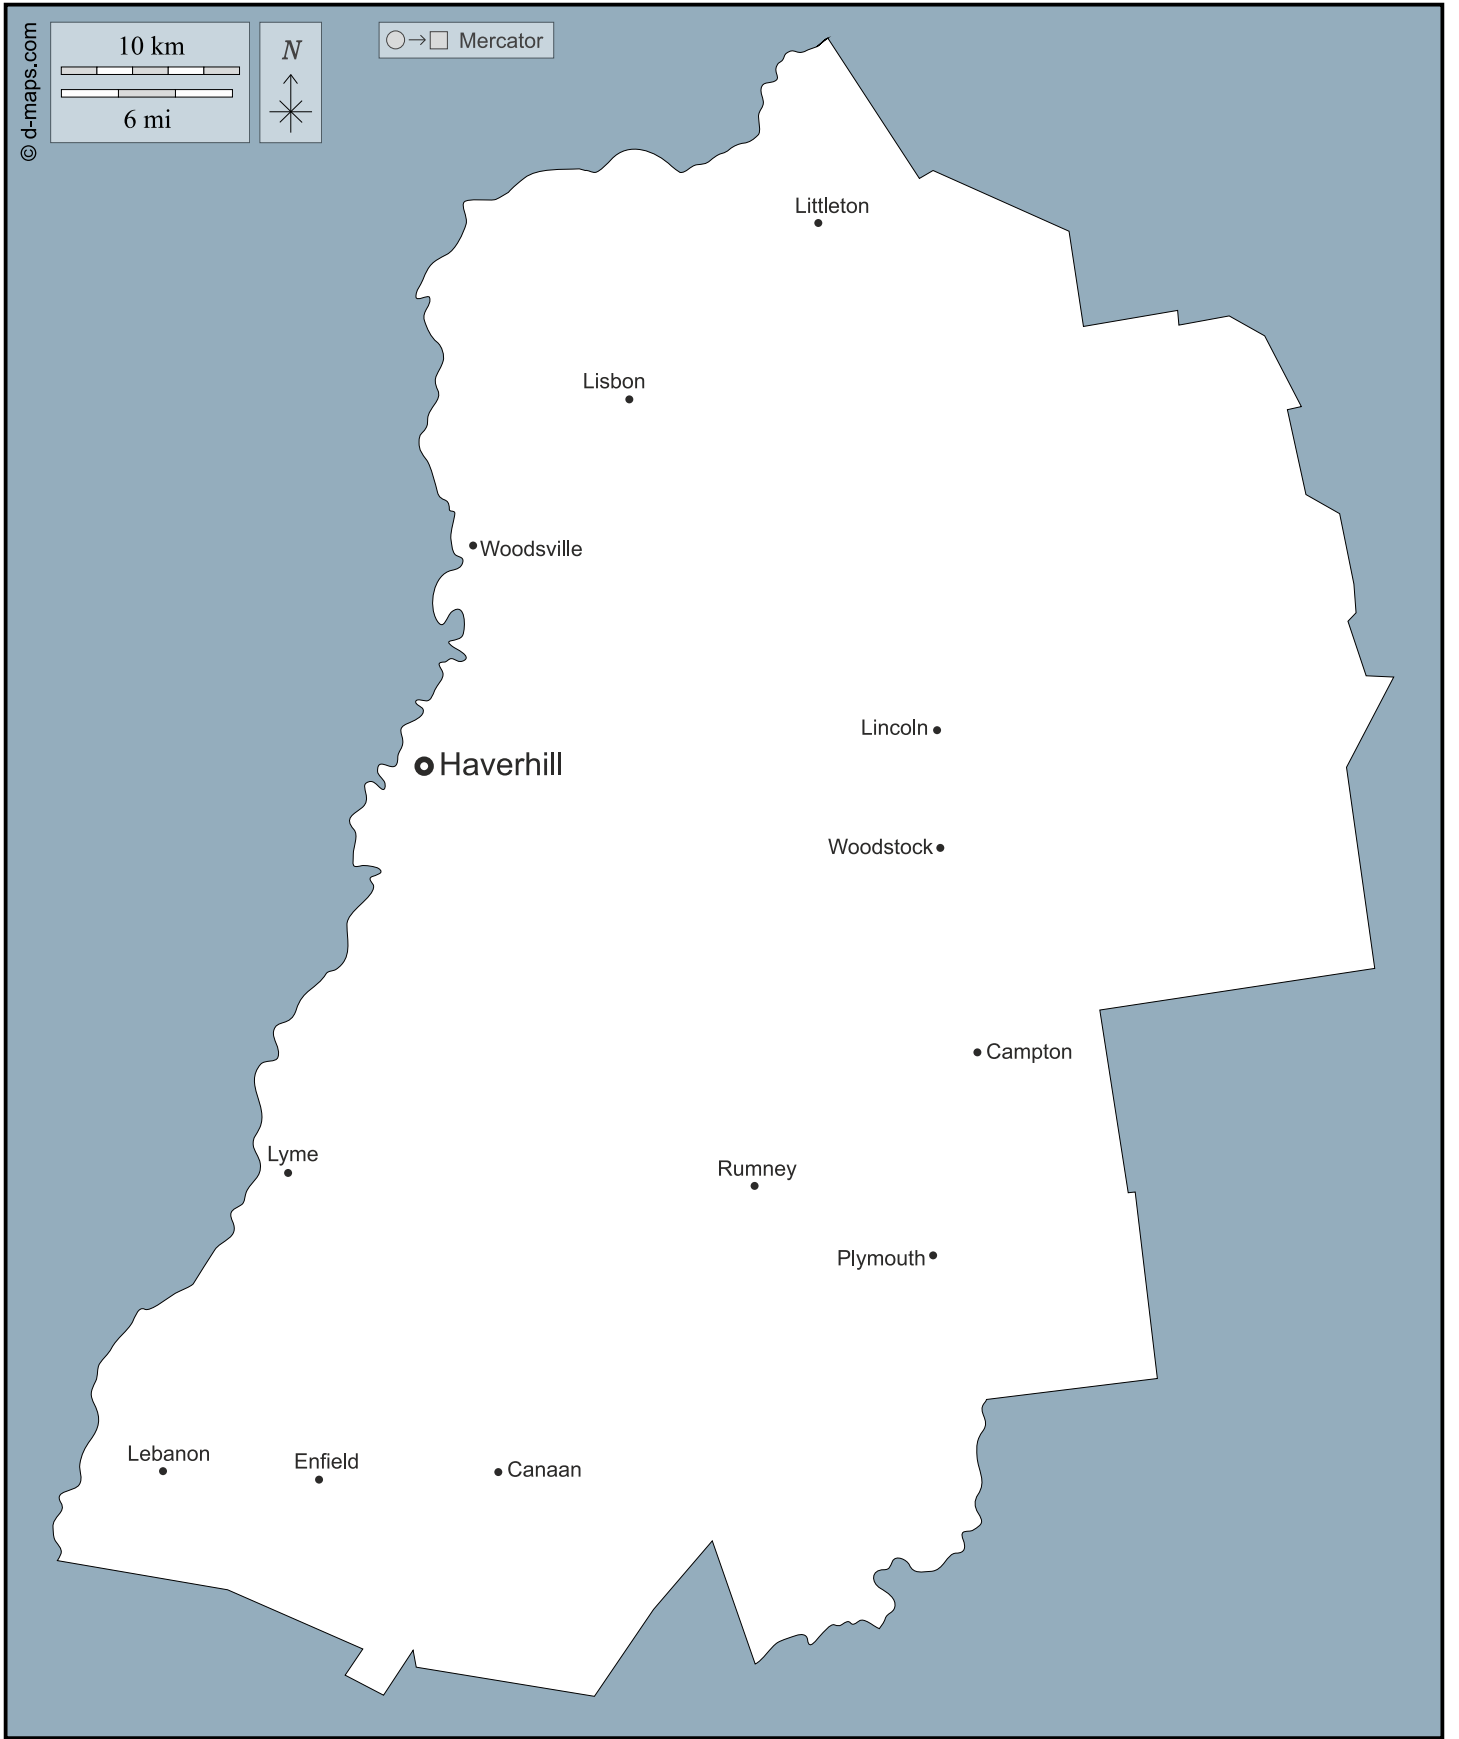 © d-maps.com
10 km
6 mi
N
Mercator
Littleton
Lisbon
Woodsville
Lincoln
Haverhill
Woodstock
Campton
Lyme
Rumney
Plymouth
Lebanon
Enfield
Canaan